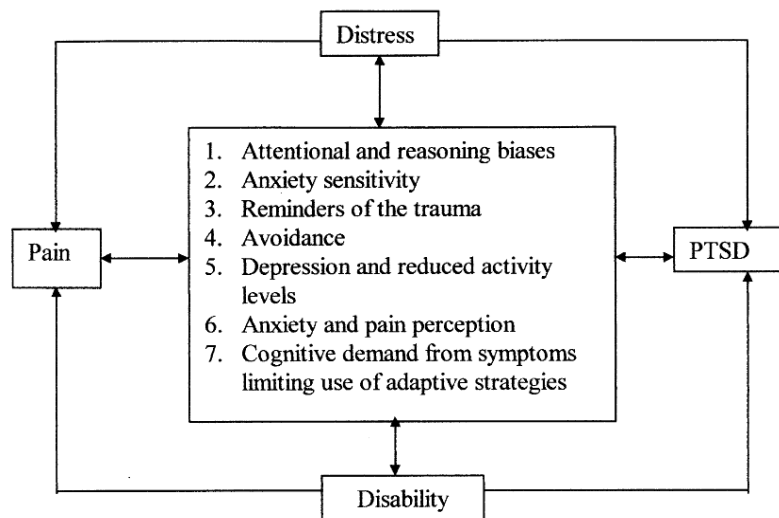 Distress
1. Attentional and reasoning biases
2. Anxiety sensitivity
3. Reminders of the trauma
4. Avoidance
5. Depression and reduced activity
levels
6. Anxiety and pain perception
7. Cognitive demand from symptoms
limiting use of adaptive strategies
Pain
PTSD
Disability